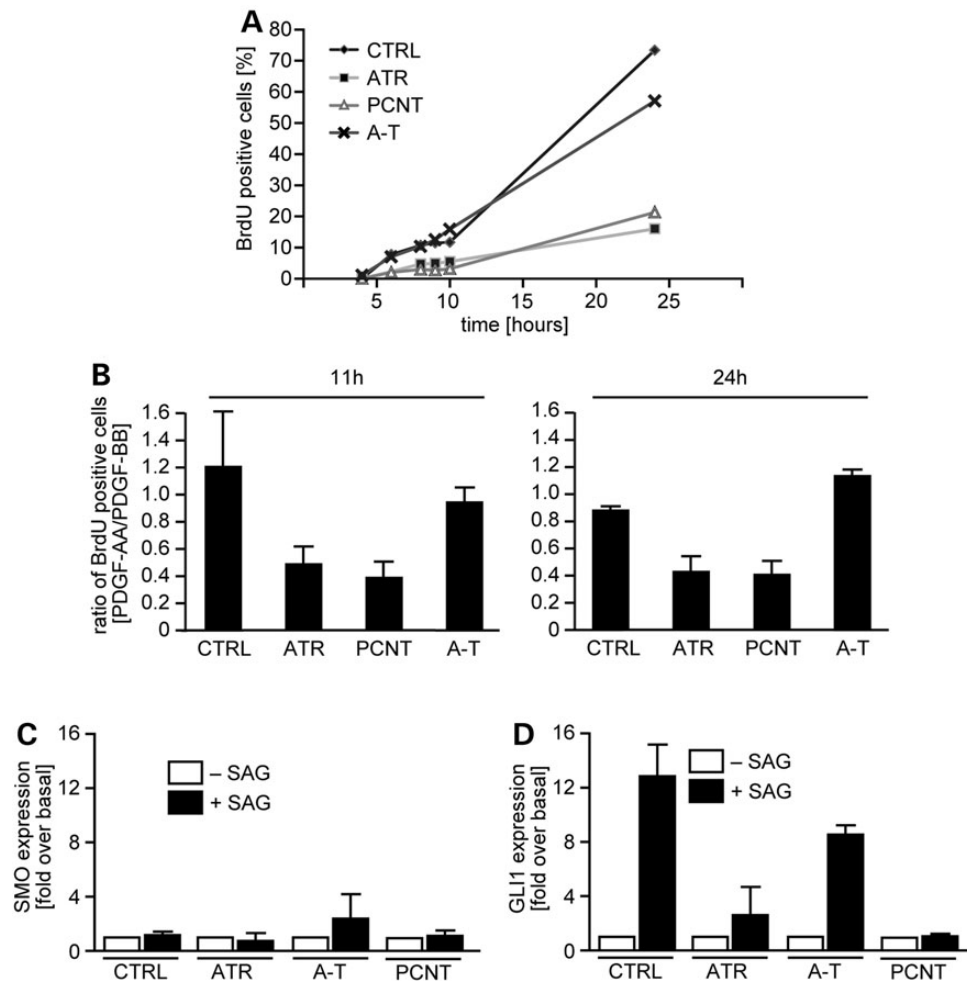 A
BrdU positive cells [%]
80
70
60
50
40
30
20
10
0
CTRL
ATR
PCNT
A-T
5 10 15 20 25
time [hours]
B
11h
24h
ratio of BrdU positive cells
[PDGF-AA/PDGF-BB]
1.6
1.4
1.2
1.0
0.8
0.6
0.4
0.2
0
CTRL ATR PCNT A-T
1.6
1.4
1.2
1.0
0.8
0.6
0.4
0.2
0
CTRL ATR PCNT A-T
C
SMO expression
[fold over basal]
16
12
8
4
0
– SAG
+ SAG
CTRL ATR A-T PCNT
D
GLI1 expression
[fold over basal]
16
12
8
4
0
– SAG
+ SAG
CTRL ATR A-T PCNT